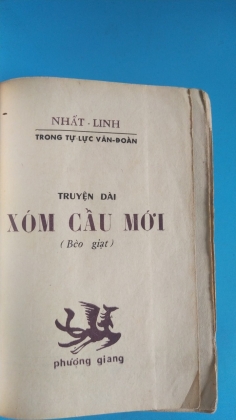 NHẤT - LINH
TRONG TỰ LỰC VĂN-ĐOÀN
TRUYỆN DÀI
XÓM CẦU MỚI
(Bèo giạt)
phượng giang